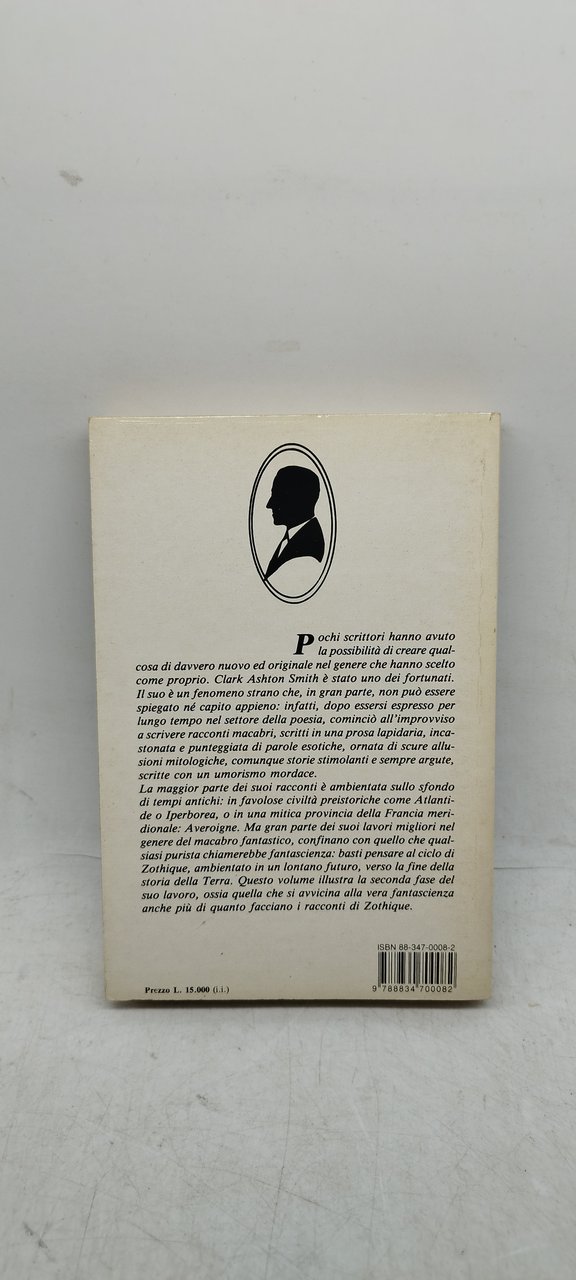 Pochi scrittori hanno avuto
la possibilità di creare qual-
cosa di davvero nuovo ed originale nel genere che hanno scelto
come proprio. Clark Ashton Smith è stato uno dei fortunati.
Il suo è un fenomeno strano che, in gran parte, non può essere
spiegato né capito appieno: infatti, dopo essersi espresso per
lungo tempo nel settore della poesia, cominciò all'improvviso
a scrivere racconti macabri, scritti in una prosa lapidaria, inca-
stonata e punteggiata di parole esotiche, ornata di scure allu-
sioni mitologiche, comunque storie stimolanti e sempre argute,
scritte con un umorismo mordace.
La maggior parte dei suoi racconti è ambientata sullo sfondo
di tempi antichi: in favolose civiltà preistoriche come Atlanti-
de o Iperborea, o in una mitica provincia della Francia meri-
dionale: Averoigne. Ma gran parte dei suoi lavori migliori nel
genere del macabro fantastico, confinano con quello che qual-
siasi purista chiamerebbe fantascienza: basti pensare al ciclo di
Zothique, ambientato in un lontano futuro, verso la fine della
storia della Terra. Questo volume illustra la seconda fase del
suo lavoro, ossia quella che si avvicina alla vera fantascienza
anche più di quanto facciano i racconti di Zothique.
ISBN 88-347-0008-2
Prezzo L. 15.000 (i.i.)
9 788834 700082